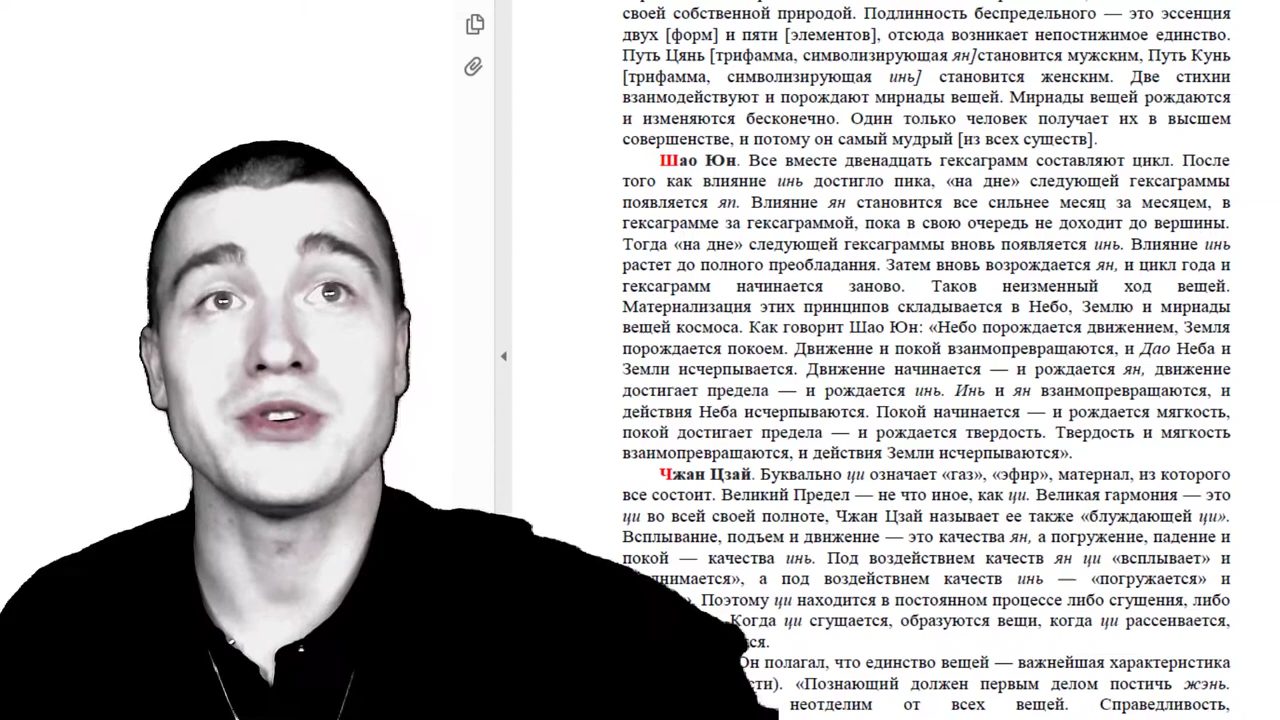 своей собственной природой. Подлинность беспредельного — это эссенция
двух [форм] и пяти [элементов], отсюда возникает непостижимое единство.
Путь Цянь [трифамма, символизирующая ян]становится мужским, Путь Кунь
[трифамма, символизирующая инь] становится женским. Две стихии
взаимодействуют и порождают мириады вещей. Мириады вещей рождаются
и изменяются бесконечно. Один только человек получает их в высшем
совершенстве, и потому он самый мудрый [из всех существ].
Шао Юн. Все вместе двенадцать гексаграмм составляют цикл. После
того как влияние инь достигло пика, «на дне» следующей гексаграммы
появляется яп. Влияние ян становится все сильнее месяц за месяцем, в
гексаграмме за гексаграммой, пока в свою очередь не доходит до вершины.
Тогда «на дне» следующей гексаграммы вновь появляется инь. Влияние инь
растет до полного преобладания. Затем вновь возрождается ян, и цикл года и
гексаграмм начинается заново. Таков неизменный ход вещей.
Материализация этих принципов складывается в Небо, Землю и мириады
вещей космоса. Как говорит Шао Юн: «Небо порождается движением, Земля
порождается покоем. Движение и покой взаимопревращаются, и Дао Неба и
Земли исчерпывается. Движение начинается — и рождается ян, движение
достигает предела — и рождается инь. Инь и ян взаимопревращаются, и
действия Неба исчерпываются. Покой начинается — и рождается мягкость,
покой достигает предела — и рождается твердость. Твердость и мягкость
взаимопревращаются, и действия Земли исчерпываются».
Чжан Цзай. Буквально ци означает «газ», «эфир», материал, из которого
все состоит. Великий Предел — не что иное, как ци. Великая гармония — это
ци во всей своей полноте, Чжан Цзай называет ее также «блуждающей ци».
Всплывание, подъем и движение — это качества ян, а погружение, падение и
покой — качества инь. Под воздействием качеств ян ци «всплывает» и
днимается», а под воздействием качеств инь — «погружается» и
. Поэтому ци находится в постоянном процессе либо сгущения, либо
Когда ци сгущается, образуются вещи, когда ци рассеивается,
ся.
Он полагал, что единство вещей — важнейшая характеристика
сти). «Познающий должен первым делом постичь жэнь.
неотделим от всех вещей. Справедливость,